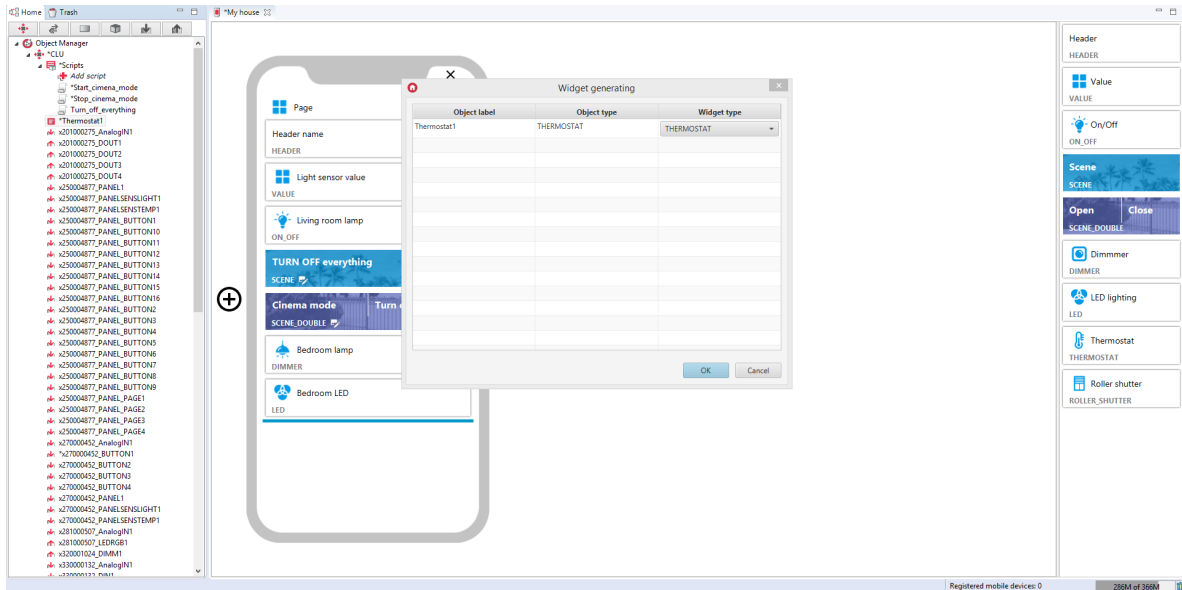 Home
Trash
*My house
Object Manager
*CLU
*Scripts
Add script
*Start_cimema_mode
*Stop_cinema_mode
Turn_off_everything
*Thermostat1
x201000275_AnalogIN1
x201000275_DOUT1
x201000275_DOUT2
x201000275_DOUT3
x201000275_DOUT4
x250004877_PANEL1
x250004877_PANELSENSLIGHT1
x250004877_PANELSENSTEMP1
x250004877_PANEL_BUTTON1
x250004877_PANEL_BUTTON10
x250004877_PANEL_BUTTON11
x250004877_PANEL_BUTTON12
x250004877_PANEL_BUTTON13
x250004877_PANEL_BUTTON14
x250004877_PANEL_BUTTON15
x250004877_PANEL_BUTTON16
x250004877_PANEL_BUTTON2
x250004877_PANEL_BUTTON3
x250004877_PANEL_BUTTON4
x250004877_PANEL_BUTTON5
x250004877_PANEL_BUTTON6
x250004877_PANEL_BUTTON7
x250004877_PANEL_BUTTON8
x250004877_PANEL_BUTTON9
x250004877_PANEL_PAGE1
x250004877_PANEL_PAGE2
x250004877_PANEL_PAGE3
x250004877_PANEL_PAGE4
x270000452_AnalogIN1
*x270000452_BUTTON1
x270000452_BUTTON2
x270000452_BUTTON3
x270000452_BUTTON4
x270000452_PANEL1
x270000452_PANELSENSLIGHT1
x270000452_PANELSENSTEMP1
x281000507_AnalogIN1
x281000507_LEDRGB1
x320001024_DIMM1
x330000132_AnalogIN1
x330000132_DIN1
Page
Header name
HEADER
Light sensor value
VALUE
Living room lamp
ON_OFF
TURN OFF everything
SCENE
Cinema mode Turn
SCENE_DOUBLE
Bedroom lamp
DIMMER
Bedroom LED
LED
Widget generating
Object label Object type Widget type
Thermostat1 THERMOSTAT THERMOSTAT
OK Cancel
Header
HEADER
Value
VALUE
On/Off
ON_OFF
Scene
SCENE
Open Close
SCENE_DOUBLE
Dimmmer
DIMMER
LED lighting
LED
Thermostat
THERMOSTAT
Roller shutter
ROLLER_SHUTTER
Registered mobile devices: 0
286M of 366M